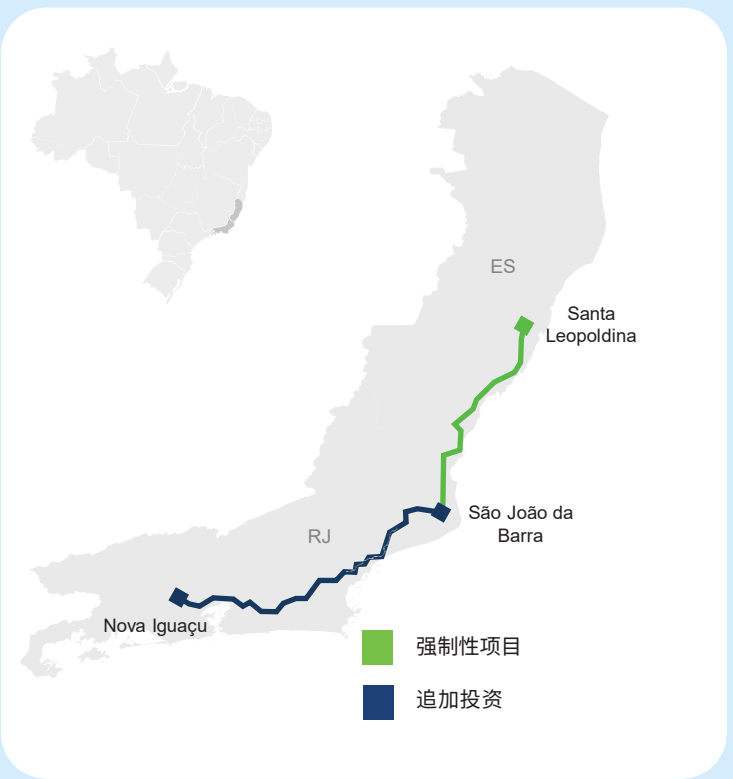 ES
Santa
Leopoldina
São João da
Barra
RJ
Nova Iguaçu
强制性项目
追加投资